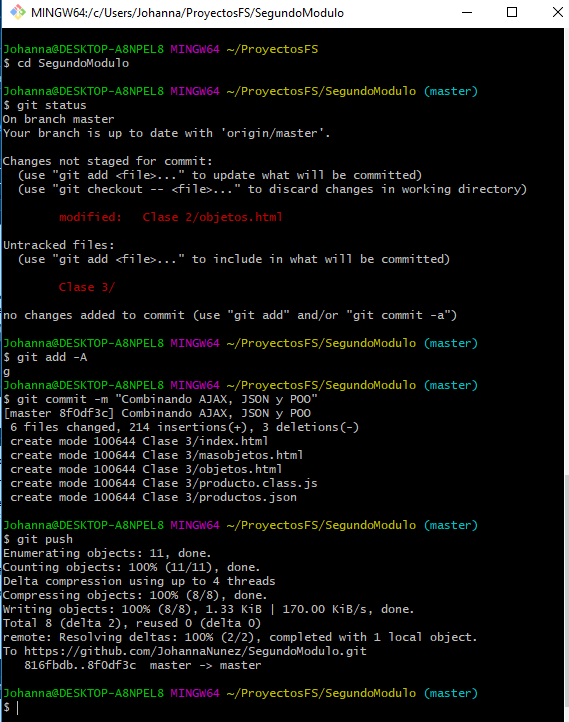 MINGW64:/c/Users/Johanna/ProyectosFS/SegundoModulo
Johanna@DESKTOP-A8NPEL8 MINGW64 ~/ProyectosFS
$ cd SegundoModulo
Johanna@DESKTOP-A8NPEL8 MINGW64 ~/ProyectosFS/SegundoModulo (master)
$ git status
On branch master
Your branch is up to date with 'origin/master'.
Changes not staged for commit:
(use "git add <file>..." to update what will be committed)
(use "git checkout -- <file>..." to discard changes in working directory)
modified: Clase 2/objetos.html
Untracked files:
(use "git add <file>..." to include in what will be committed)
Clase 3/
no changes added to commit (use "git add" and/or "git commit -a")
Johanna@DESKTOP-A8NPEL8 MINGW64 ~/ProyectosFS/SegundoModulo (master)
$ git add -A
g
Johanna@DESKTOP-A8NPEL8 MINGW64 ~/ProyectosFS/SegundoModulo (master)
$ git commit -m "Combinando AJAX, JSON y POO"
[master 8f0df3c] Combinando AJAX, JSON y POO
6 files changed, 214 insertions(+), 3 deletions(-)
create mode 100644 Clase 3/index.html
create mode 100644 Clase 3/masobjetos.html
create mode 100644 Clase 3/objetos.html
create mode 100644 Clase 3/producto.class.js
create mode 100644 Clase 3/productos.json
Johanna@DESKTOP-A8NPEL8 MINGW64 ~/ProyectosFS/SegundoModulo (master)
$ git push
Enumerating objects: 11, done.
Counting objects: 100% (11/11), done.
Delta compression using up to 4 threads
Compressing objects: 100% (8/8), done.
Writing objects: 100% (8/8), 1.33 KiB | 170.00 KiB/s, done.
Total 8 (delta 2), reused 0 (delta 0)
remote: Resolving deltas: 100% (2/2), completed with 1 local object.
To https://github.com/JohannaNunez/SegundoModulo.git
816fbdb..8f0df3c master -> master
Johanna@DESKTOP-A8NPEL8 MINGW64 ~/ProyectosFS/SegundoModulo (master)
$